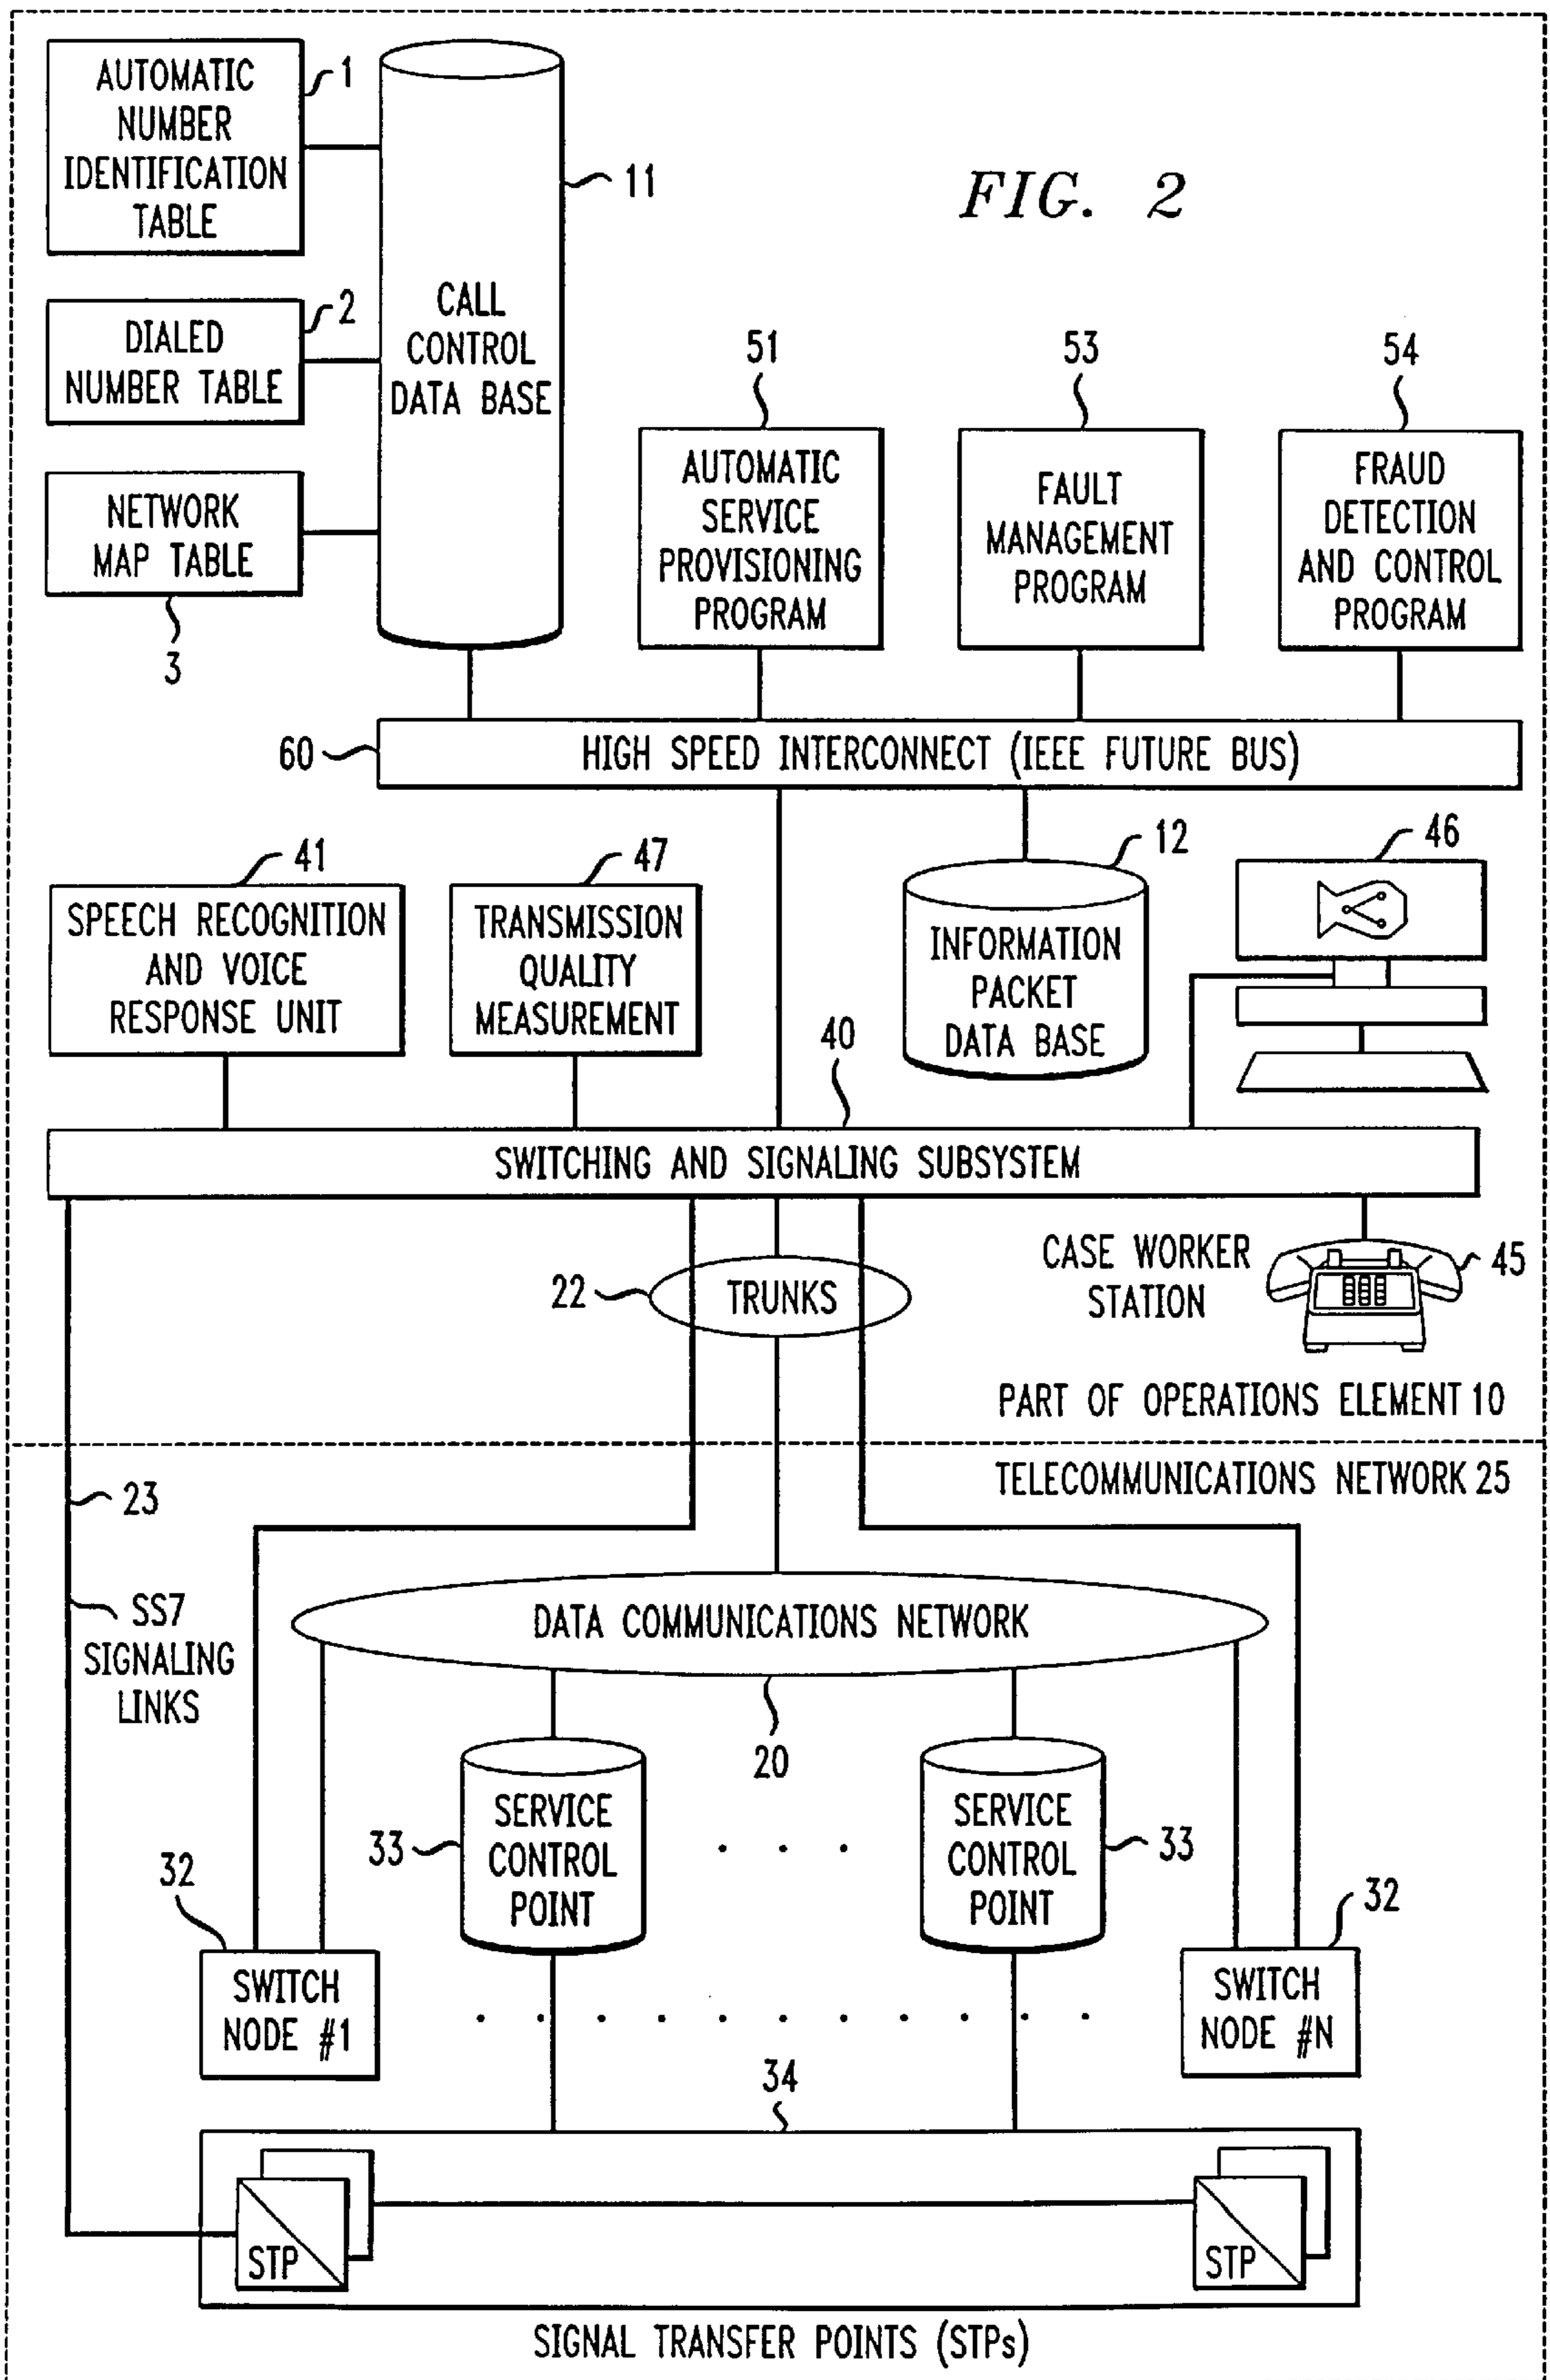 FIG. 2
AUTOMATIC
NUMBER
IDENTIFICATION
TABLE
1
DIALED
NUMBER TABLE
2
NETWORK
MAP TABLE
3
CALL
CONTROL
DATA BASE
11
51
AUTOMATIC
SERVICE
PROVISIONING
PROGRAM
53
FAULT
MANAGEMENT
PROGRAM
54
FRAUD
DETECTION
AND CONTROL
PROGRAM
60
HIGH SPEED INTERCONNECT (IEEE FUTURE BUS)
41
SPEECH RECOGNITION
AND VOICE
RESPONSE UNIT
47
TRANSMISSION
QUALITY
MEASUREMENT
12
INFORMATION
PACKET
DATA BASE
46
40
SWITCHING AND SIGNALING SUBSYSTEM
22
TRUNKS
CASE WORKER
STATION
45
PART OF OPERATIONS ELEMENT 10
TELECOMMUNICATIONS NETWORK 25
23
SS7
SIGNALING
LINKS
DATA COMMUNICATIONS NETWORK
20
33
SERVICE
CONTROL
POINT
. . .
SERVICE
CONTROL
POINT
33
32
SWITCH
NODE #1
. . . . . . . . . . .
32
SWITCH
NODE #N
34
STP
STP
SIGNAL TRANSFER POINTS (STPs)